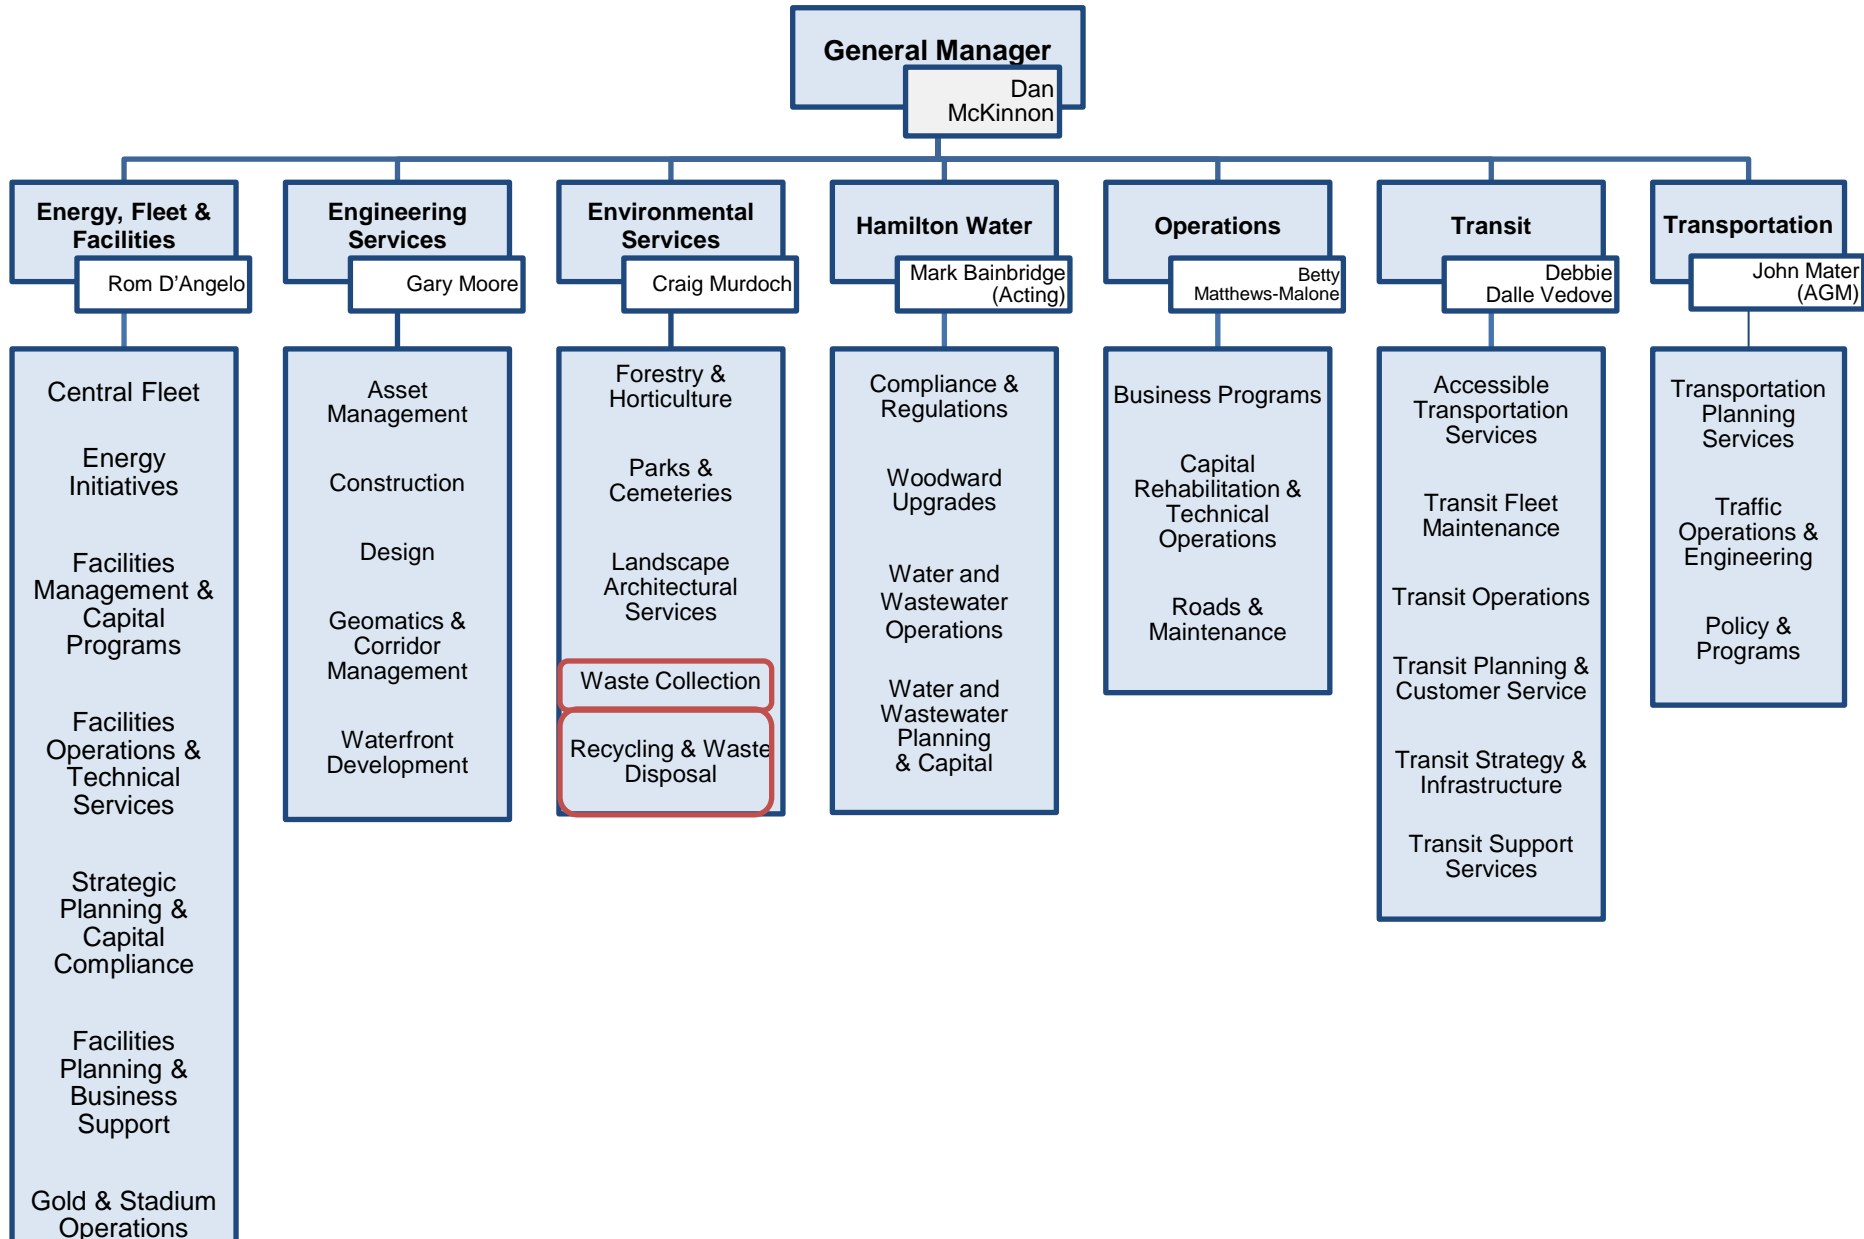 General Manager
Dan
McKinnon
Energy, Fleet &
Facilities
Rom D’Angelo
Engineering
Services
Gary Moore
Environmental
Services
Craig Murdoch
Hamilton Water
Mark Bainbridge
(Acting)
Operations
Betty
Matthews-Malone
Transit
Debbie
Dalle Vedove
Transportation
John Mater
(AGM)
Central Fleet
Energy
Initiatives
Facilities
Management &
Capital
Programs
Facilities
Operations &
Technical
Services
Strategic
Planning &
Capital
Compliance
Facilities
Planning &
Business
Support
Gold & Stadium
Operations
Asset
Management
Construction
Design
Geomatics &
Corridor
Management
Waterfront
Development
Forestry &
Horticulture
Parks &
Cemeteries
Landscape
Architectural
Services
Waste Collection
Recycling & Waste
Disposal
Compliance &
Regulations
Woodward
Upgrades
Water and
Wastewater
Operations
Water and
Wastewater
Planning
& Capital
Business Programs
Capital
Rehabilitation &
Technical
Operations
Roads &
Maintenance
Accessible
Transportation
Services
Transit Fleet
Maintenance
Transit Operations
Transit Planning &
Customer Service
Transit Strategy &
Infrastructure
Transit Support
Services
Transportation
Planning
Services
Traffic
Operations &
Engineering
Policy &
Programs